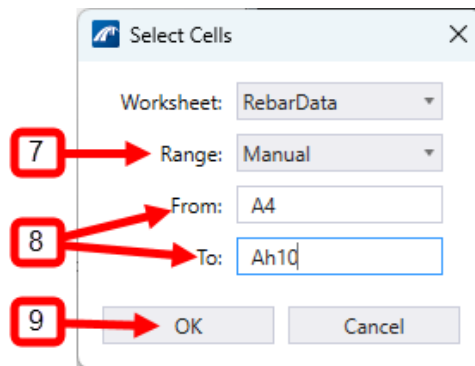 Select Cells
Worksheet: RebarData
7 Range: Manual
From: A4
8
To: Ah10
9 OK Cancel